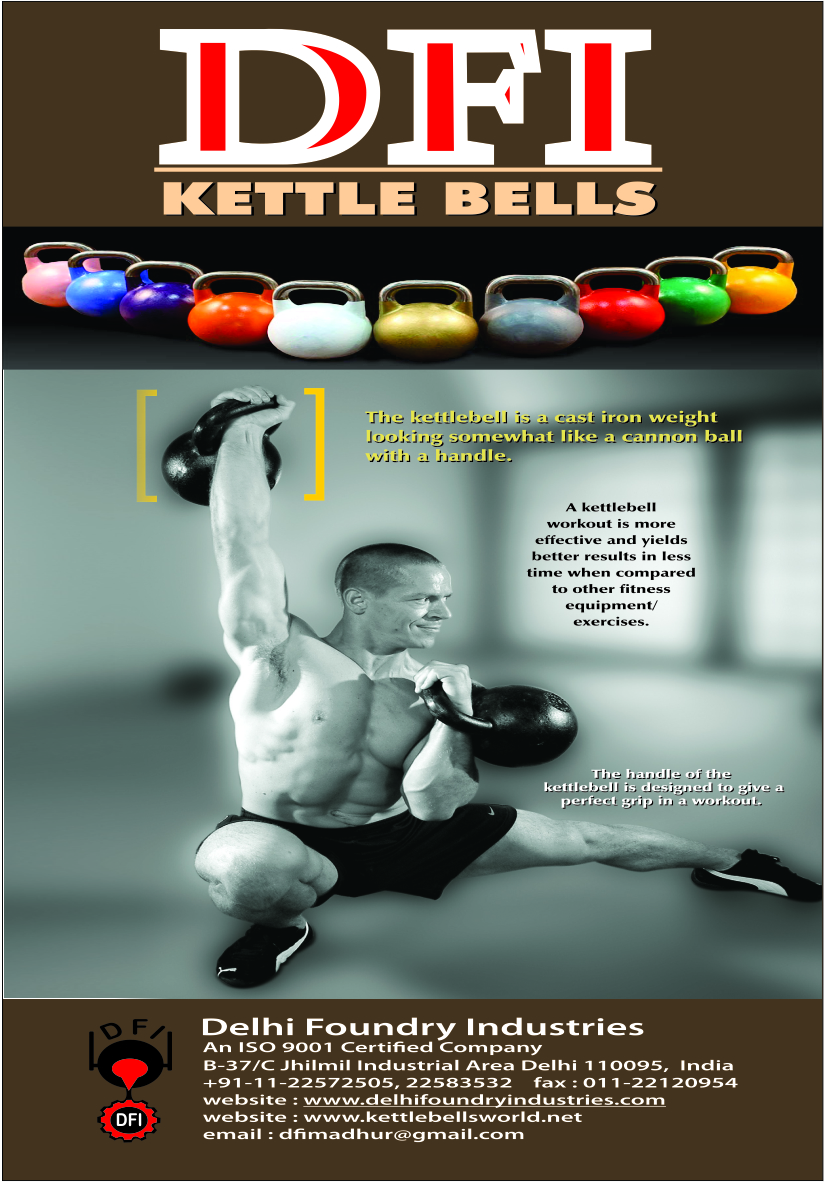 DFI
KETTLE BELLS
The kettlebell is a cast iron weight
looking somewhat like a cannon ball
with a handle.
A kettlebell
workout is more
effective and yields
better results in less
time when compared
to other fitness
equipment/
exercises.
The handle of the
kettlebell is designed to give a
perfect grip in a workout.
DFI
DFI
Delhi Foundry Industries
An ISO 9001 Certified Company
B-37/C Jhilmil Industrial Area Delhi 110095, India
+91-11-22572505, 22583532 fax : 011-22120954
website : www.delhifoundryindustries.com
website : www.kettlebellsworld.net
email : dfimadhur@gmail.com